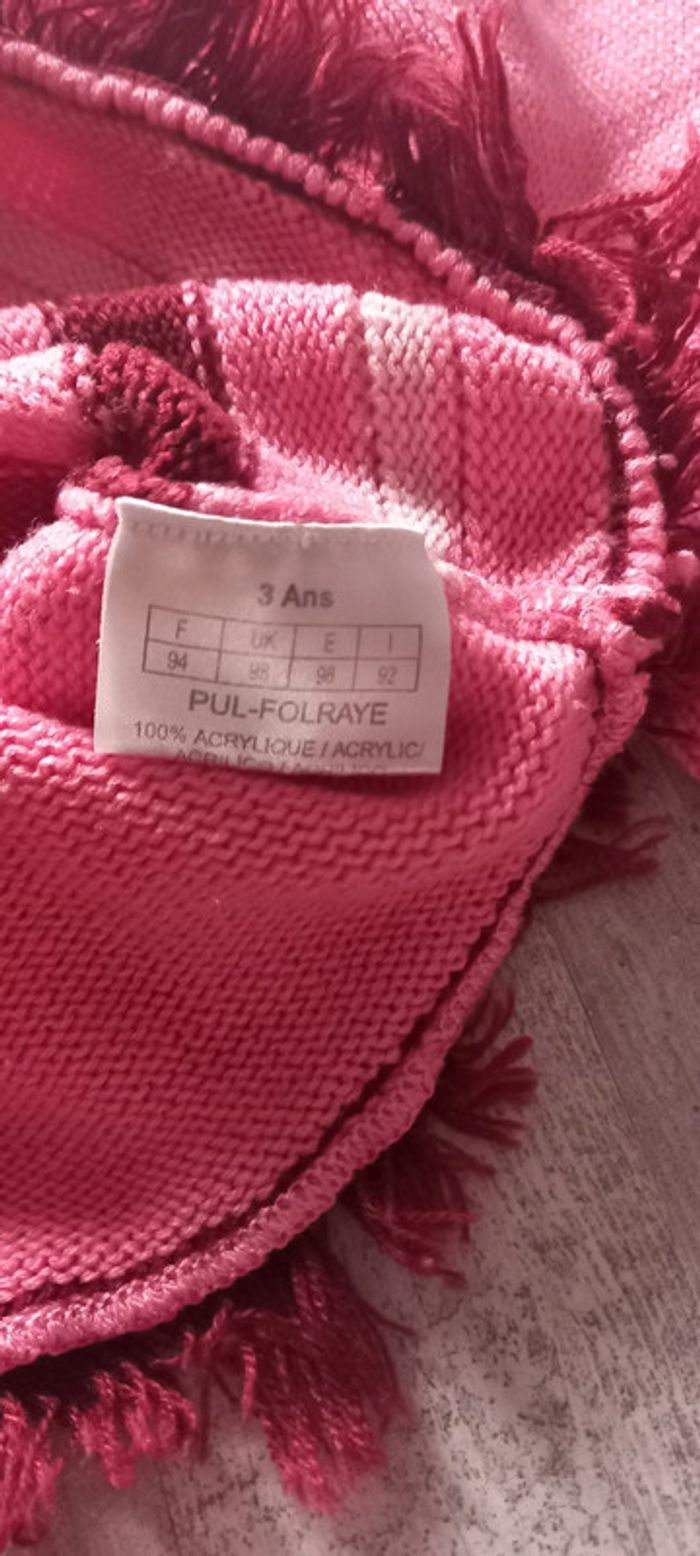 3 Ans
F UK E I
94 98 98 92
PUL-FOLRAYE
100% ACRYLIQUE / ACRYLIC/